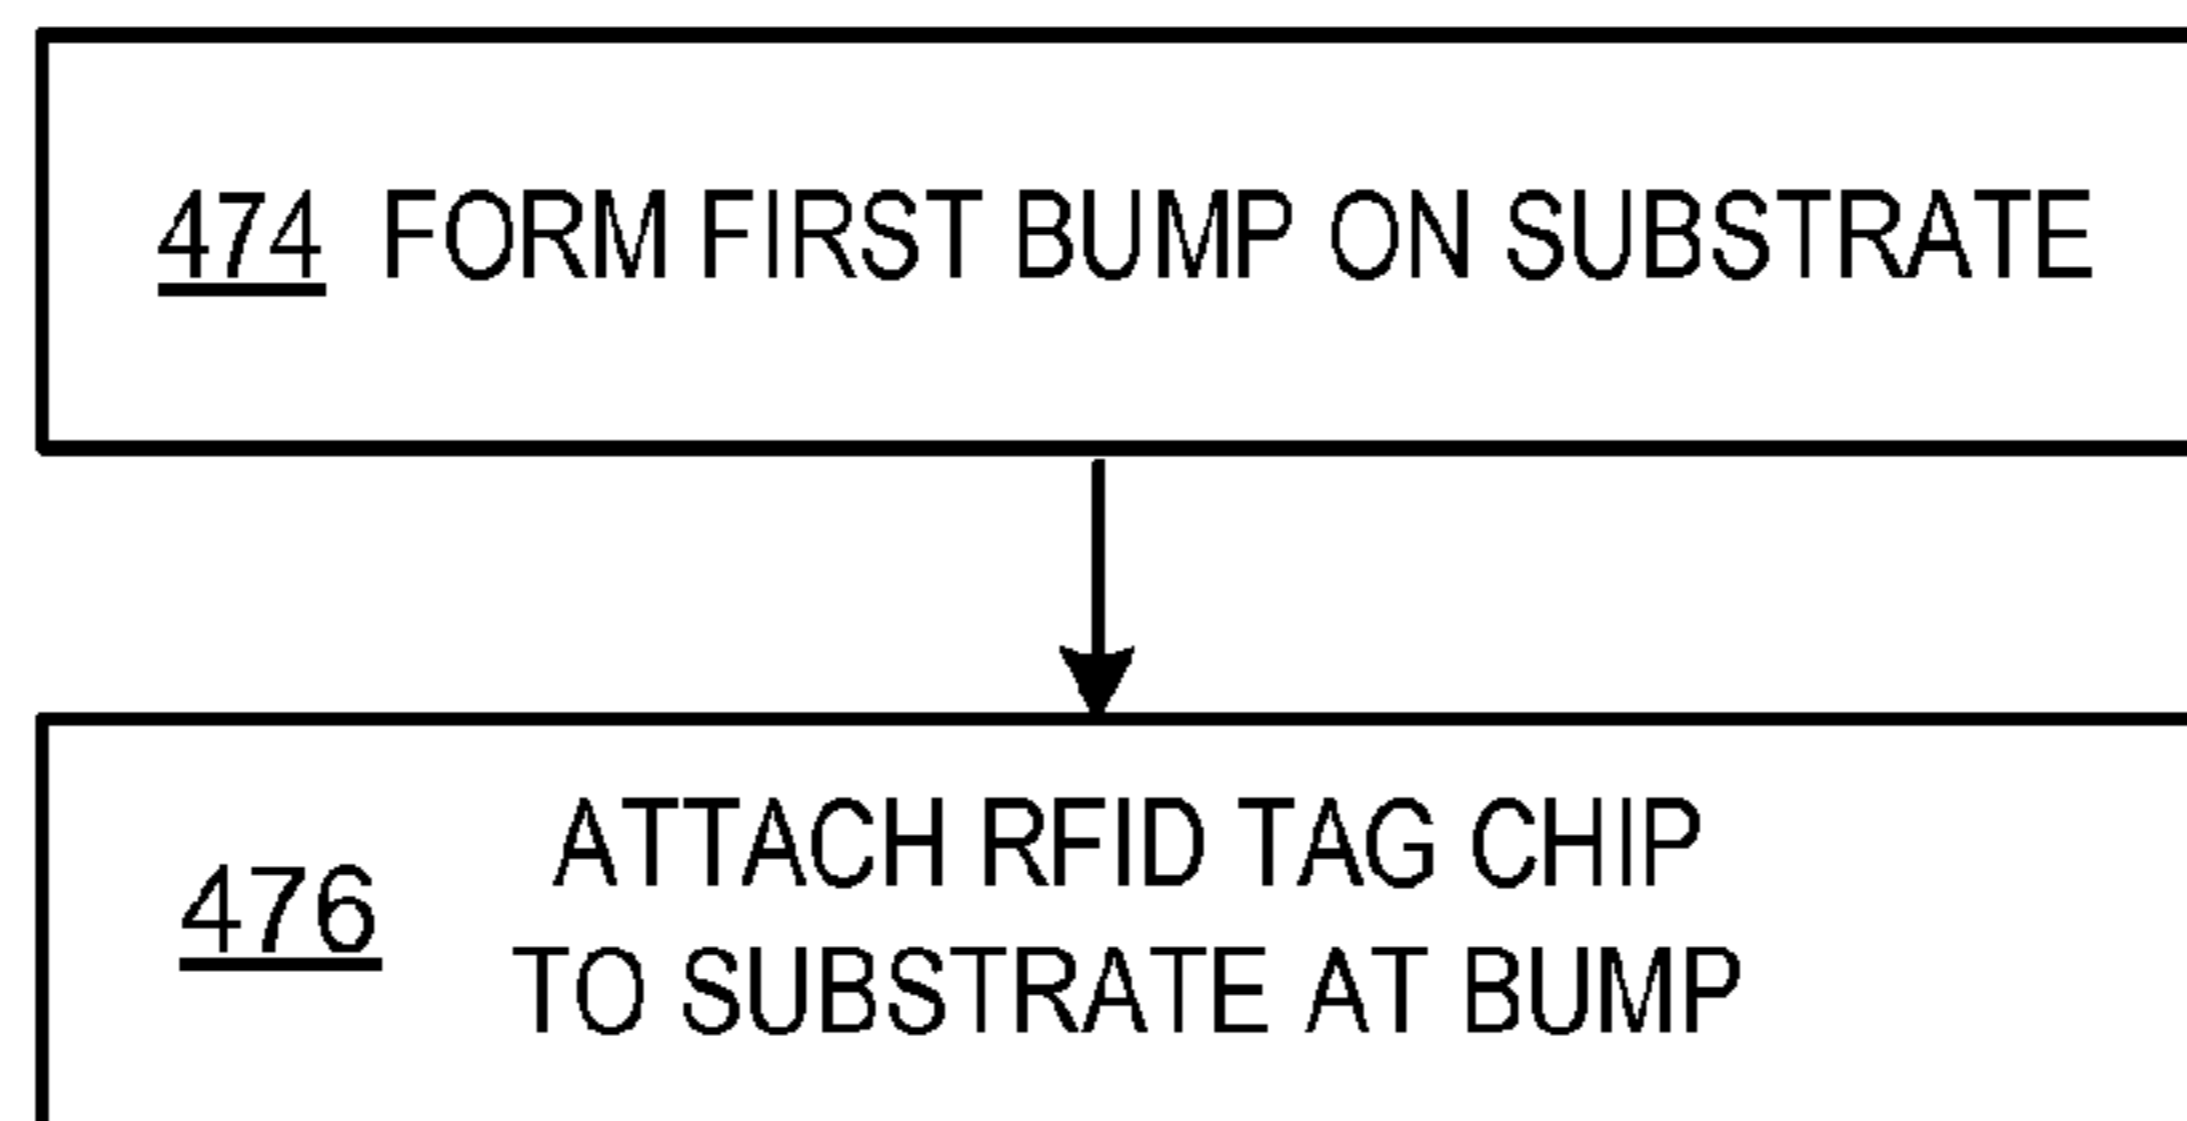 474 FORM FIRST BUMP ON SUBSTRATE
ATTACH RFID TAG CHIP
476
TO SUBSTRATE AT BUMP